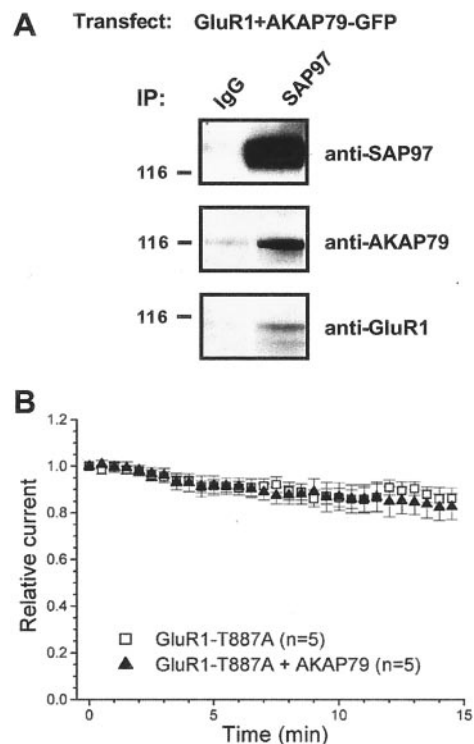 A
Transfect: GluR1+AKAP79-GFP
IP: IgG SAP97
116 anti-SAP97
116 anti-AKAP79
116 anti-GluR1
B
1.2
1.0
0.8
0.6
0.4
0.2
0.0
Relative current
GluR1-T887A (n=5)
GluR1-T887A + AKAP79 (n=5)
0 5 10 15
Time (min)